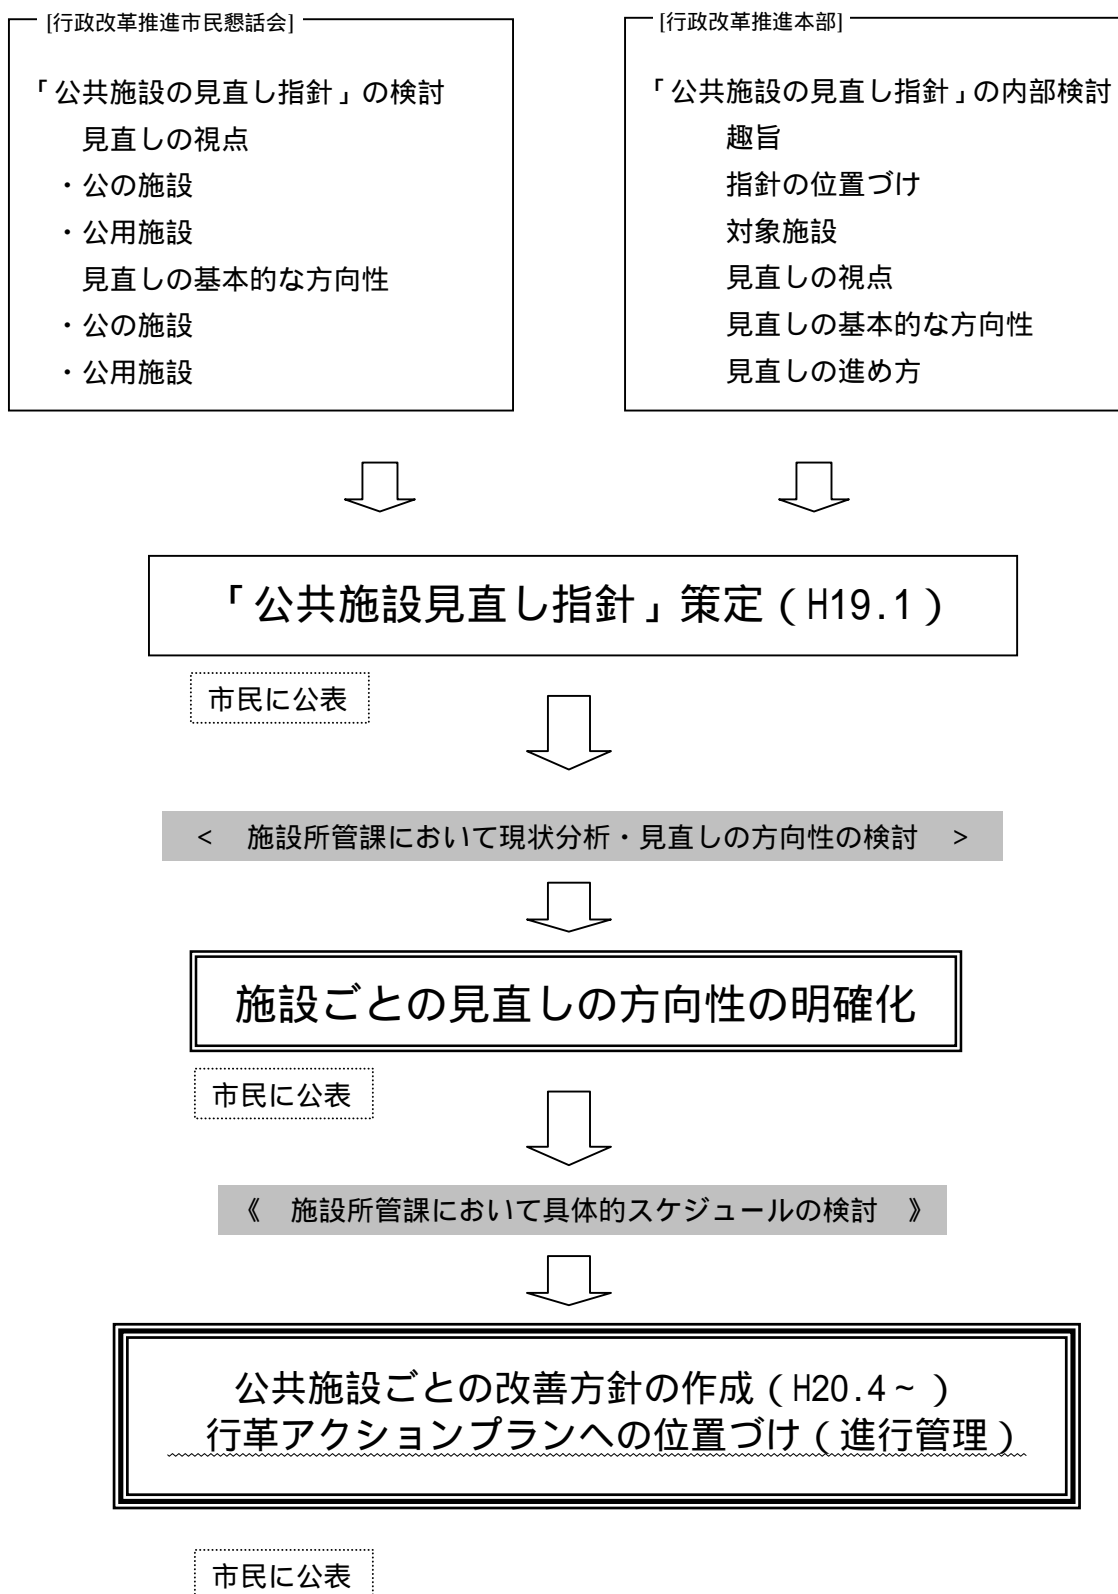 [行政改革推進市民懇話会]
「公共施設の見直し指針」の検討
見直しの視点
・公の施設
・公用施設
見直しの基本的な方向性
・公の施設
・公用施設
[行政改革推進本部]
「公共施設の見直し指針」の内部検討
趣旨
指針の位置づけ
対象施設
見直しの視点
見直しの基本的な方向性
見直しの進め方
「公共施設見直し指針」策定(H19.1)
市民に公表
< 施設所管課において現状分析・見直しの方向性の検討 >
施設ごとの見直しの方向性の明確化
市民に公表
《 施設所管課において具体的スケジュールの検討 》
公共施設ごとの改善方針の作成(H20.4~ )
行革アクションプランへの位置づけ(進行管理)
市民に公表